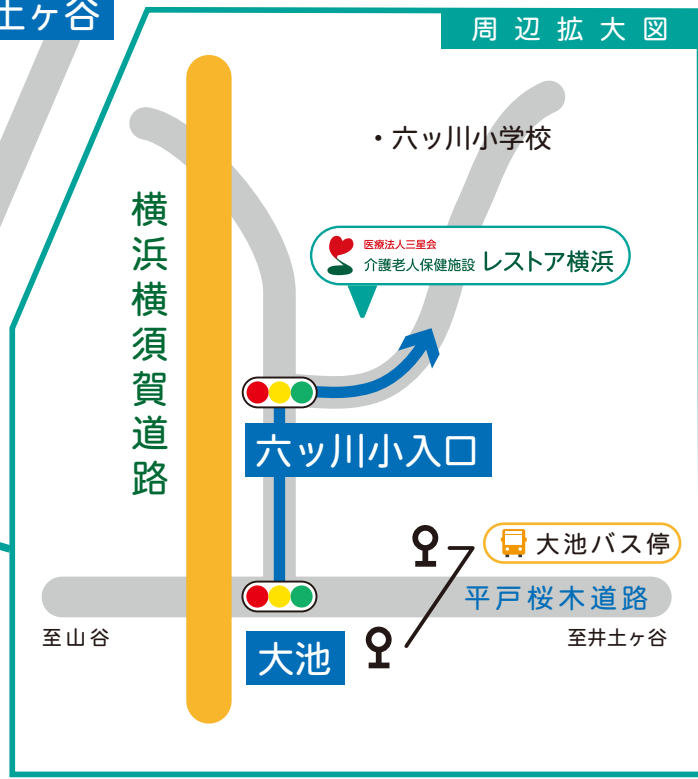 土ヶ谷
周辺拡大図
・六ッ川小学校
横浜横須賀道路
医療法人三星会
介護老人保健施設 レストア横浜
六ッ川小入口
大池バス停
平戸桜木道路
至山谷
至井土ヶ谷
大池